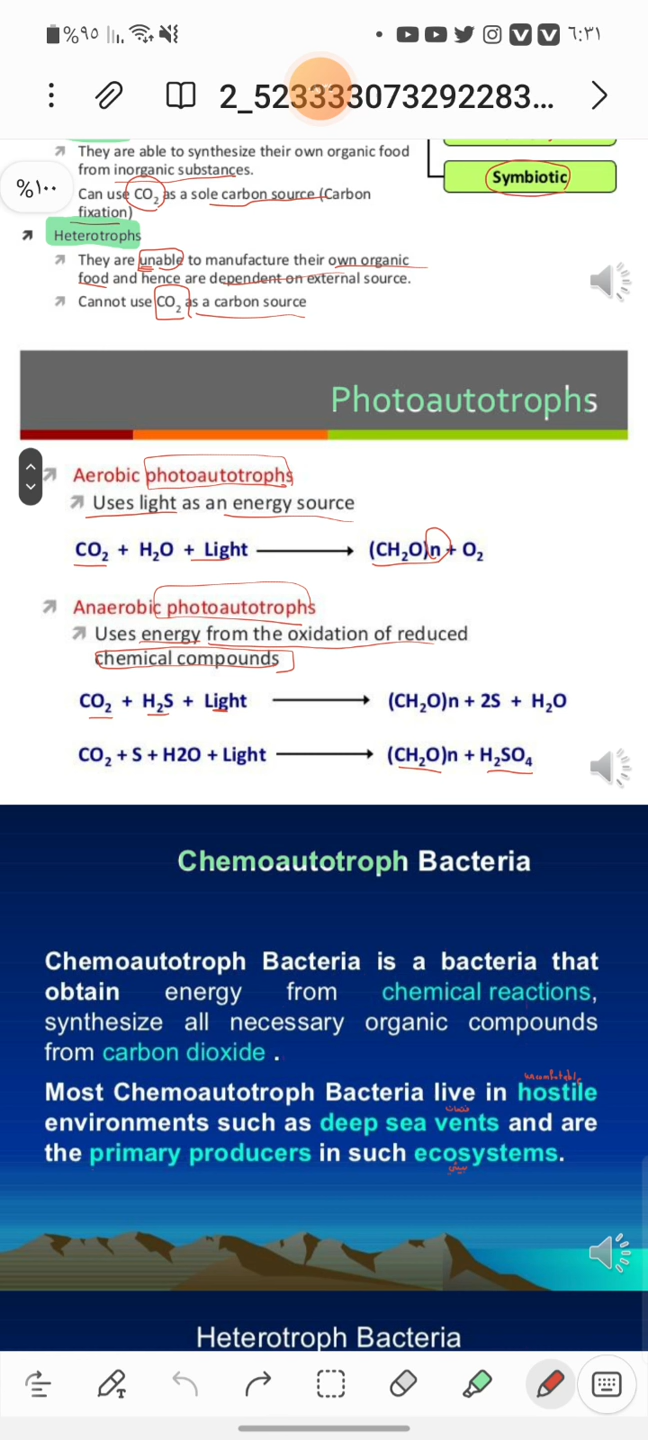 %٩٥ ٦:٣١
2_523333073292283...
They are able to synthesize their own organic food
from inorganic substances.
%١٠٠
Can use CO₂ as a sole carbon source (Carbon
fixation)
Symbiotic
Heterotrophs
They are unable to manufacture their own organic
food and hence are dependent on external source.
Cannot use CO₂ as a carbon source
Photoautotrophs
Aerobic photoautotrophs
Uses light as an energy source
CO₂ + H₂O + Light → (CH₂O)n + O₂
Anaerobic photoautotrophs
Uses energy from the oxidation of reduced
chemical compounds
CO₂ + H₂S + Light → (CH₂O)n + 2S + H₂O
CO₂ + S + H2O + Light → (CH₂O)n + H₂SO₄
Chemoautotroph Bacteria
Chemoautotroph Bacteria is a bacteria that
obtain energy from chemical reactions,
synthesize all necessary organic compounds
from carbon dioxide .
Most Chemoautotroph Bacteria live in hostile
environments such as deep sea vents and are
the primary producers in such ecosystems.
Heterotroph Bacteria